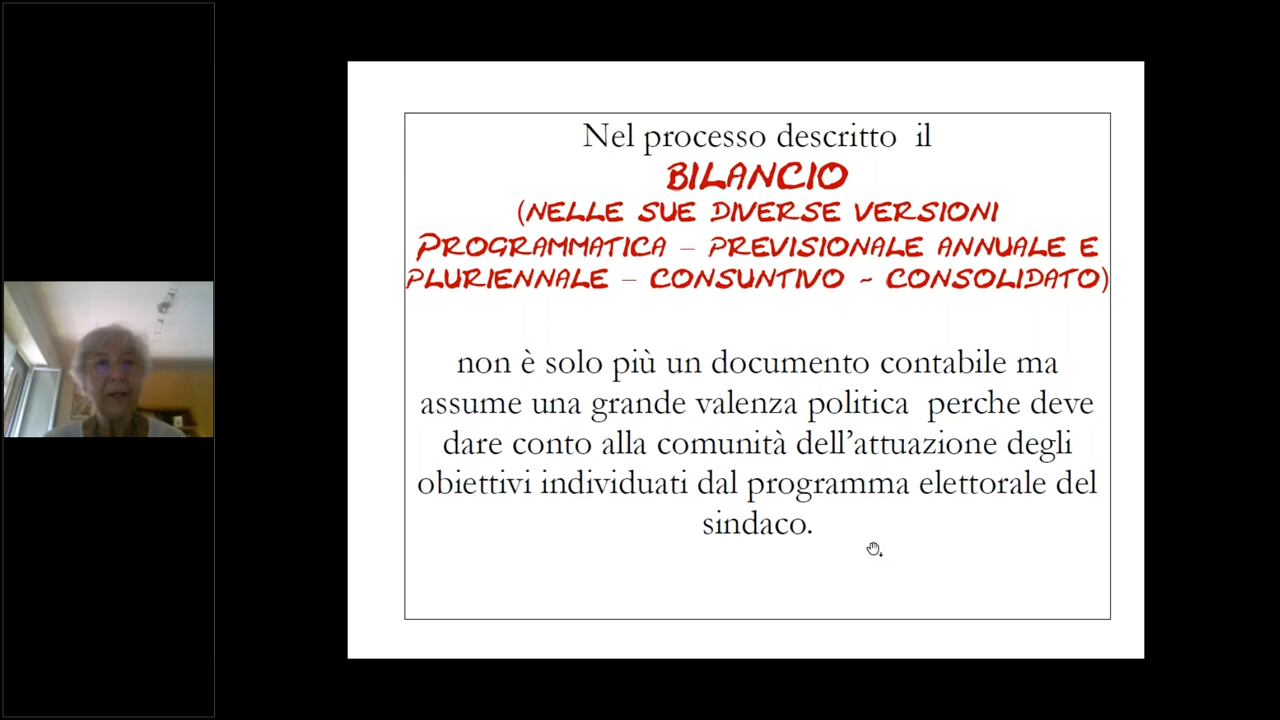 Nel processo descritto il
BILANCIO
(NELLE SUE DIVERSE VERSIONI
PROGRAMMATICA – PREVISIONALE ANNUALE E
PLURIENNALE – CONSUNTIVO - CONSOLIDATO)
non è solo più un documento contabile ma
assume una grande valenza politica perche deve
dare conto alla comunità dell’attuazione degli
obiettivi individuati dal programma elettorale del
sindaco.